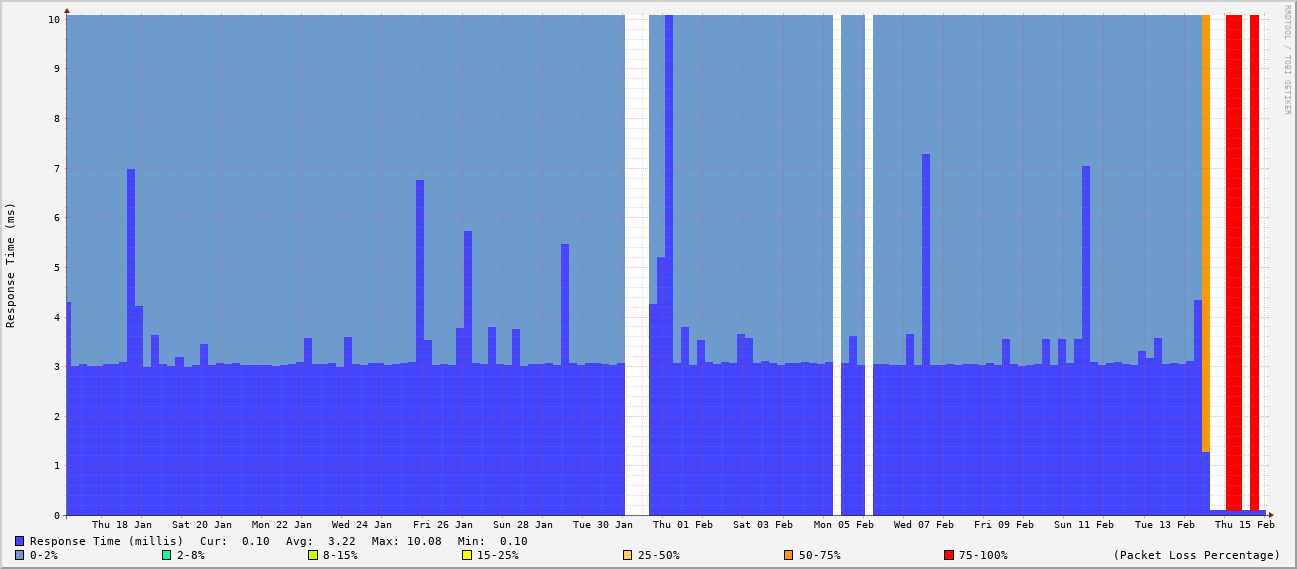 RRDTOOL / TOBI OETIKER
Response Time (ms)
10
9
8
7
6
5
4
3
2
1
0
Thu 18 Jan Sat 20 Jan Mon 22 Jan Wed 24 Jan Fri 26 Jan Sun 28 Jan Tue 30 Jan Thu 01 Feb Sat 03 Feb Mon 05 Feb Wed 07 Feb Fri 09 Feb Sun 11 Feb Tue 13 Feb Thu 15 Feb
Response Time (millis) Cur: 0.10 Avg: 3.22 Max: 10.08 Min: 0.10
0-2% 2-8% 8-15% 15-25% 25-50% 50-75% 75-100% (Packet Loss Percentage)